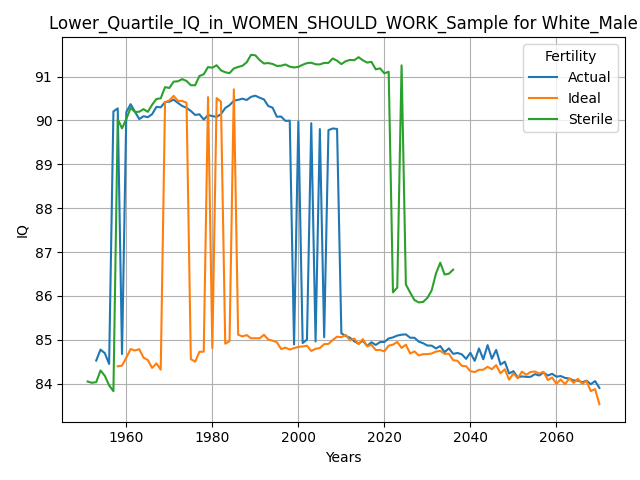 Lower_Quartile_IQ_in_WOMEN_SHOULD_WORK_Sample for White_Male
Fertility
Actual
Ideal
Sterile
IQ
91
90
89
88
87
86
85
84
1960
1980
2000
2020
2040
2060
Years